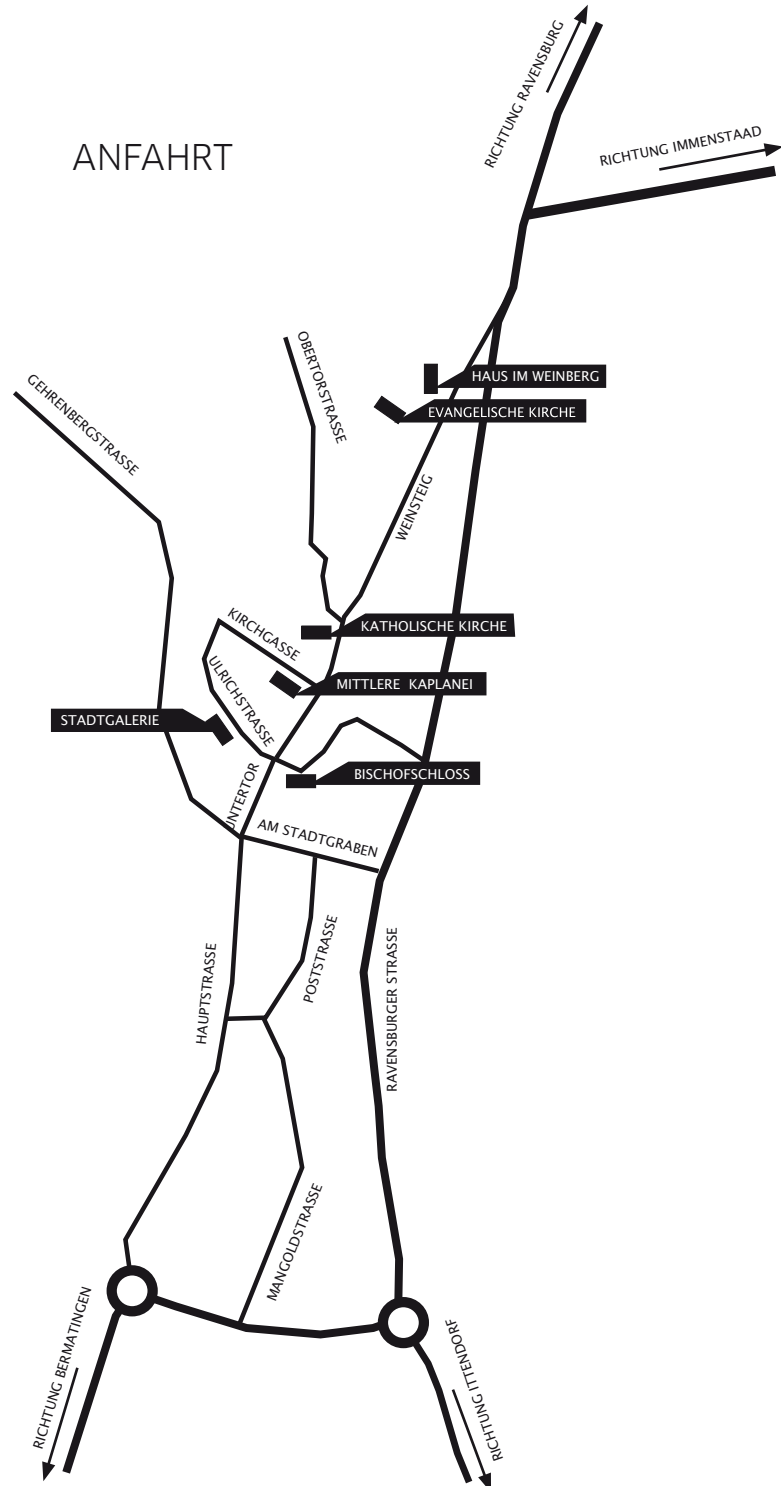 RICHTUNG RAVENSBURG
ANFAHRT
RICHTUNG IMMENSTAAD
OBERTORSTRASSE
HAUS IM WEINBERG
GEHRENBERGSTRASSE
EVANGELISCHE KIRCHE
WEINSTEIG
KIRCHGASSE
KATHOLISCHE KIRCHE
ULRICHSTRASSE
MITTLERE KAPLANEI
STADTGALERIE
BISCHOFSCHLOSS
UNTERTOR
AM STADTGRABEN
HAUPTSTRASSE
POSTSTRASSE
RAVENSBURGER STRASSE
MANGOLDSTRASSE
RICHTUNG BERMATINGEN
RICHTUNG ITTENDORF